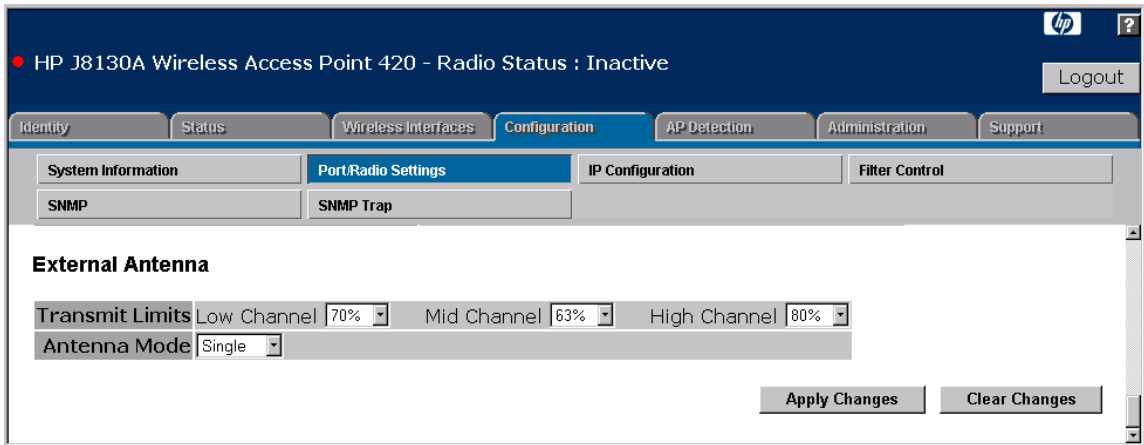 hp ?
HP J8130A Wireless Access Point 420 - Radio Status : Inactive
Logout
Identity Status Wireless Interfaces Configuration AP Detection Administration Support
System Information Port/Radio Settings IP Configuration Filter Control
SNMP SNMP Trap
External Antenna
Transmit Limits Low Channel 70% Mid Channel 63% High Channel 80%
Antenna Mode Single
Apply Changes Clear Changes